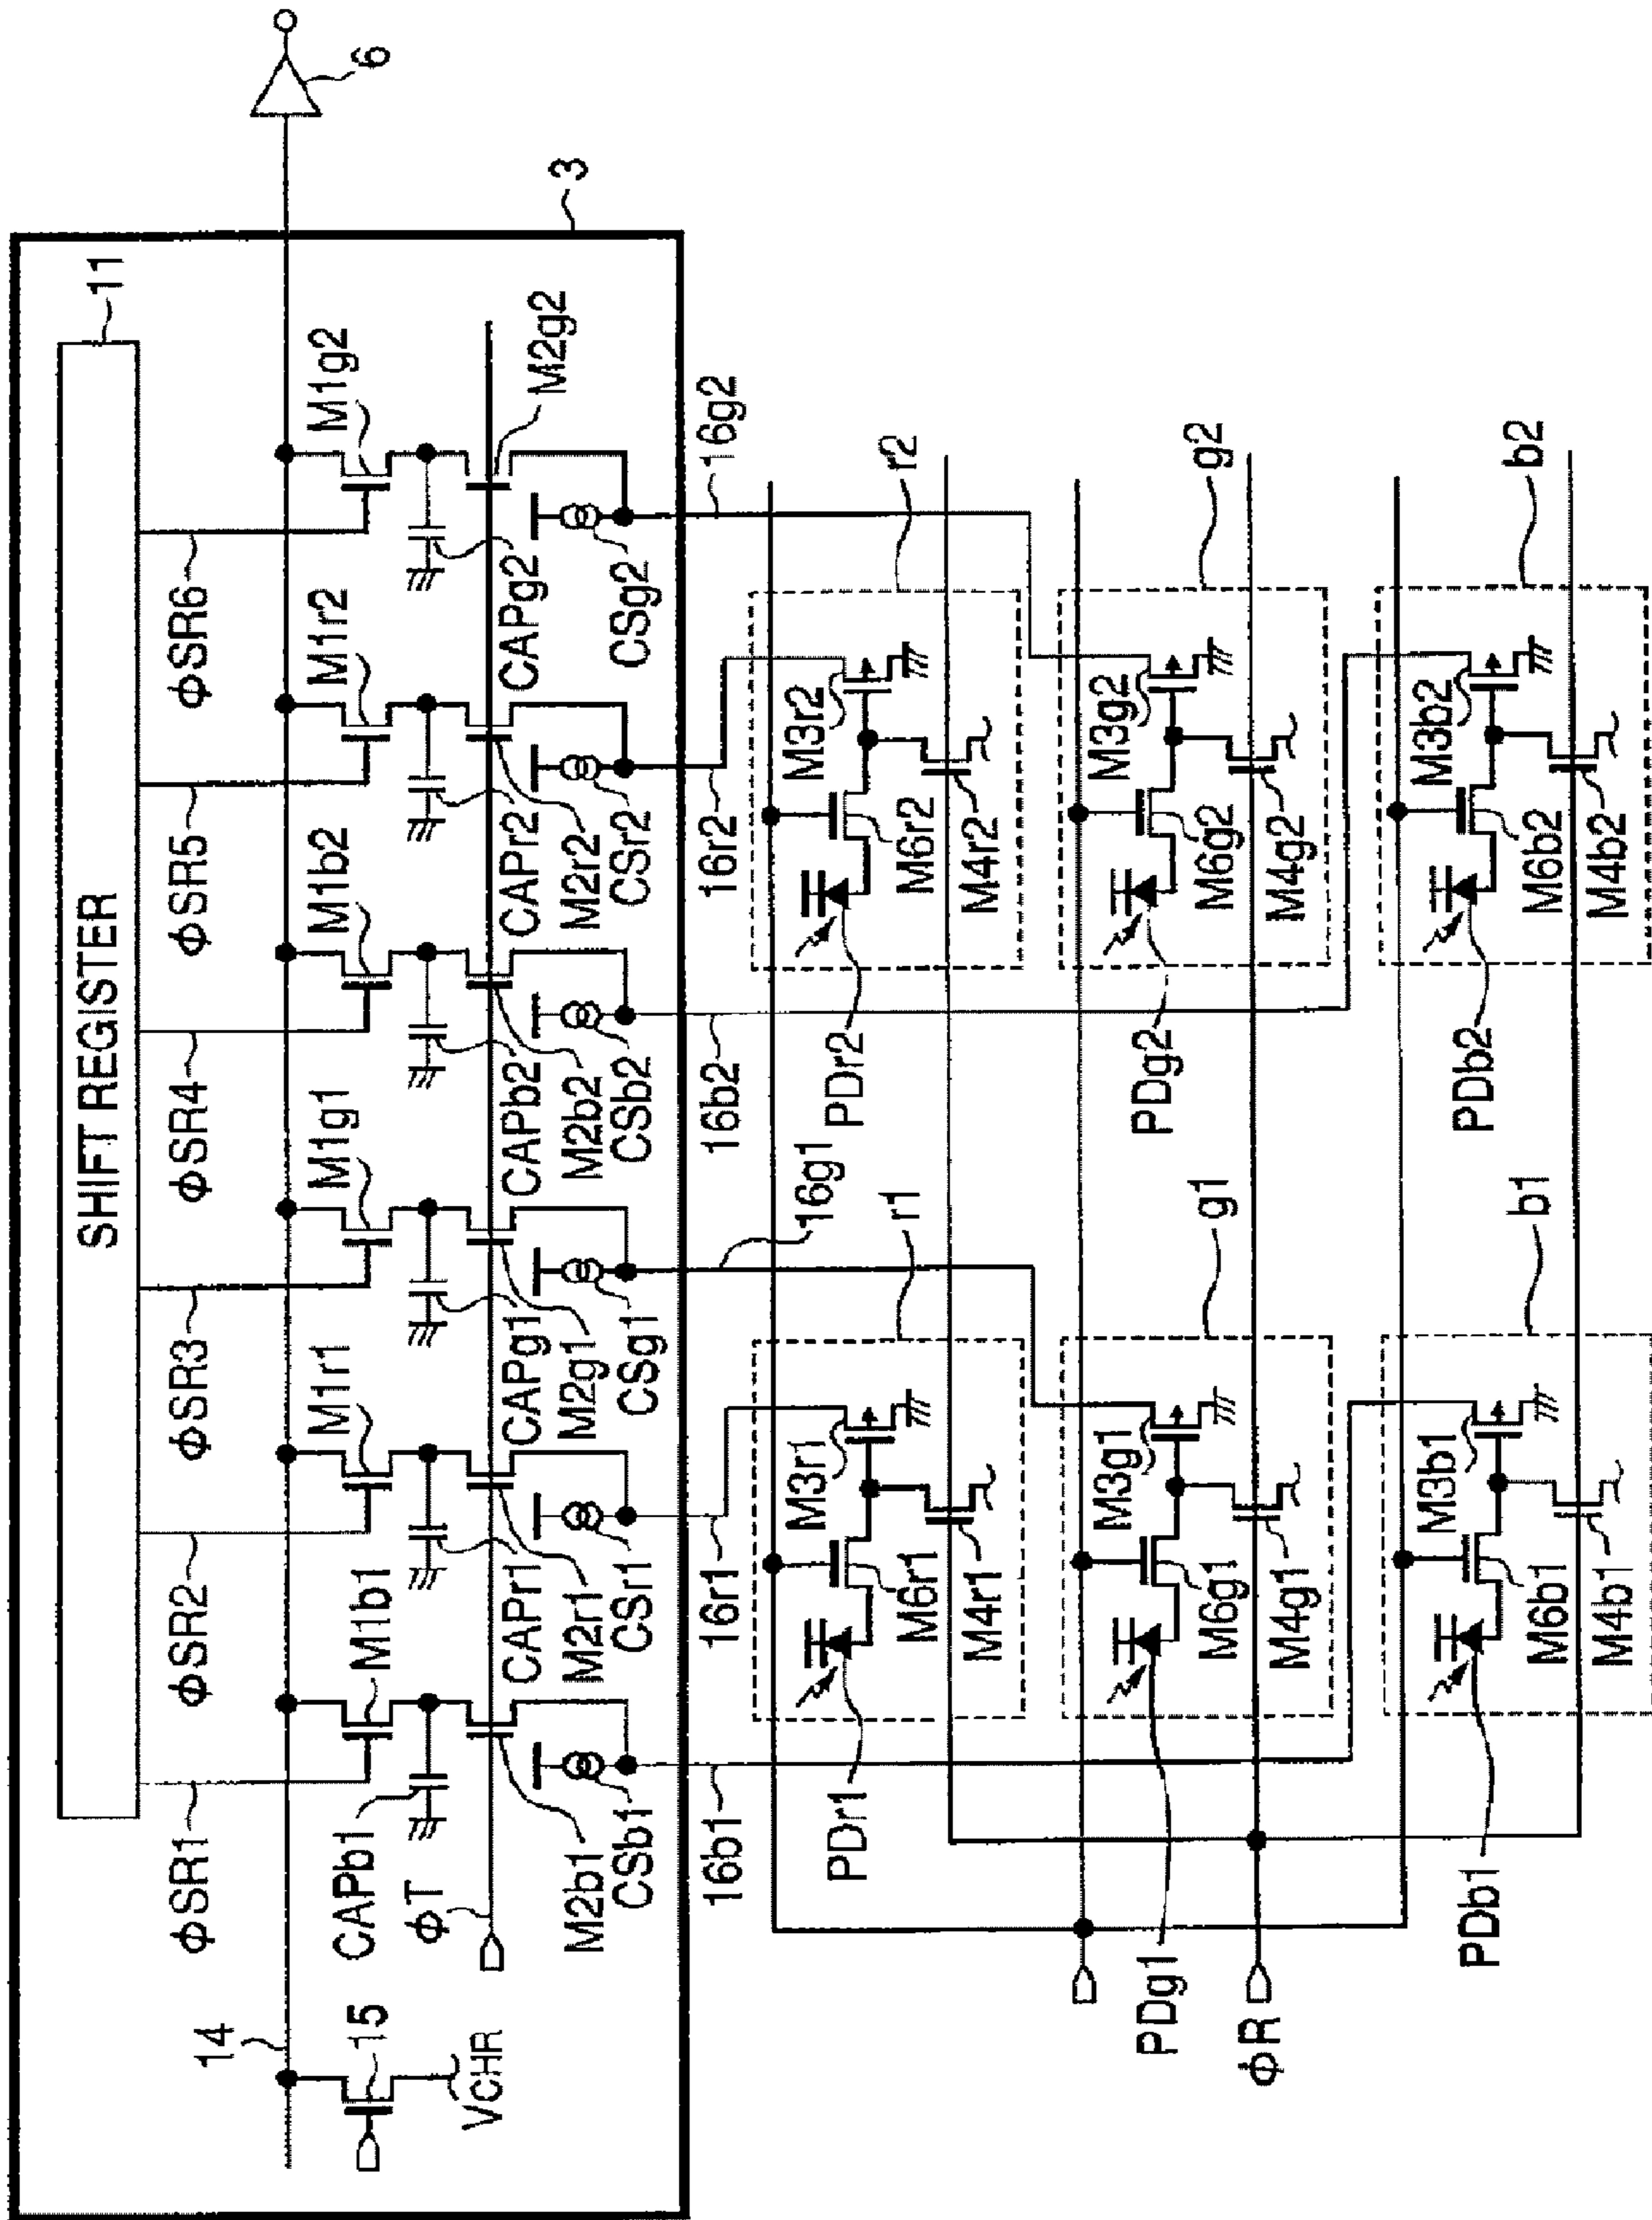 6
3
11
SHIFT REGISTER
ϕSR1
ϕSR2
ϕSR3
ϕSR4
ϕSR5
ϕSR6
14
15
VCHR
M1b1
M1r1
M1g1
M1b2
M1r2
M1g2
CAPb1
CAPr1
CAPg1
CAPb2
CAPr2
CAPg2
ϕT
M2b1
M2r1
M2g1
M2b2
M2r2
M2g2
CSb1
CSr1
CSg1
CSb2
CSr2
CSg2
16b1
16r1
16g1
16b2
16r2
16g2
r1
r2
M3r1
M3r2
M6r1
M6r2
M4r1
M4r2
PDr1
PDr2
g1
g2
M3g1
M3g2
M6g1
M6g2
M4g1
M4g2
PDg1
PDg2
ϕR
b1
b2
M3b1
M3b2
M6b1
M6b2
M4b1
M4b2
PDb1
PDb2